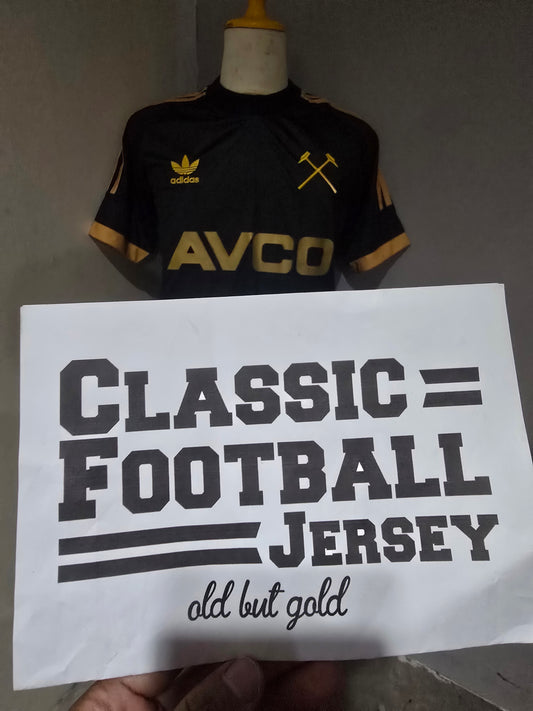 adidas
AVCO
CLASSIC
FOOTBALL
JERSEY
old but gold